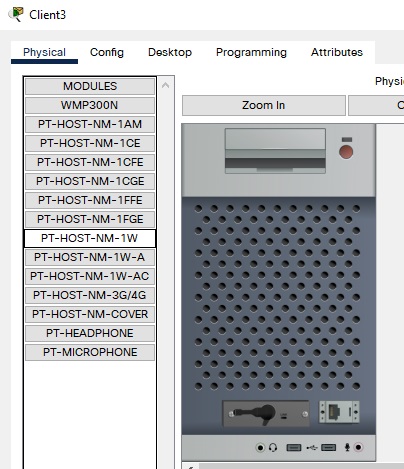 Client3
Physical Config Desktop Programming Attributes
MODULES
WMP300N
PT-HOST-NM-1AM
PT-HOST-NM-1CE
PT-HOST-NM-1CFE
PT-HOST-NM-1CGE
PT-HOST-NM-1FFE
PT-HOST-NM-1FGE
PT-HOST-NM-1W
PT-HOST-NM-1W-A
PT-HOST-NM-1W-AC
PT-HOST-NM-3G/4G
PT-HOST-NM-COVER
PT-HEADPHONE
PT-MICROPHONE
Physi
Zoom In